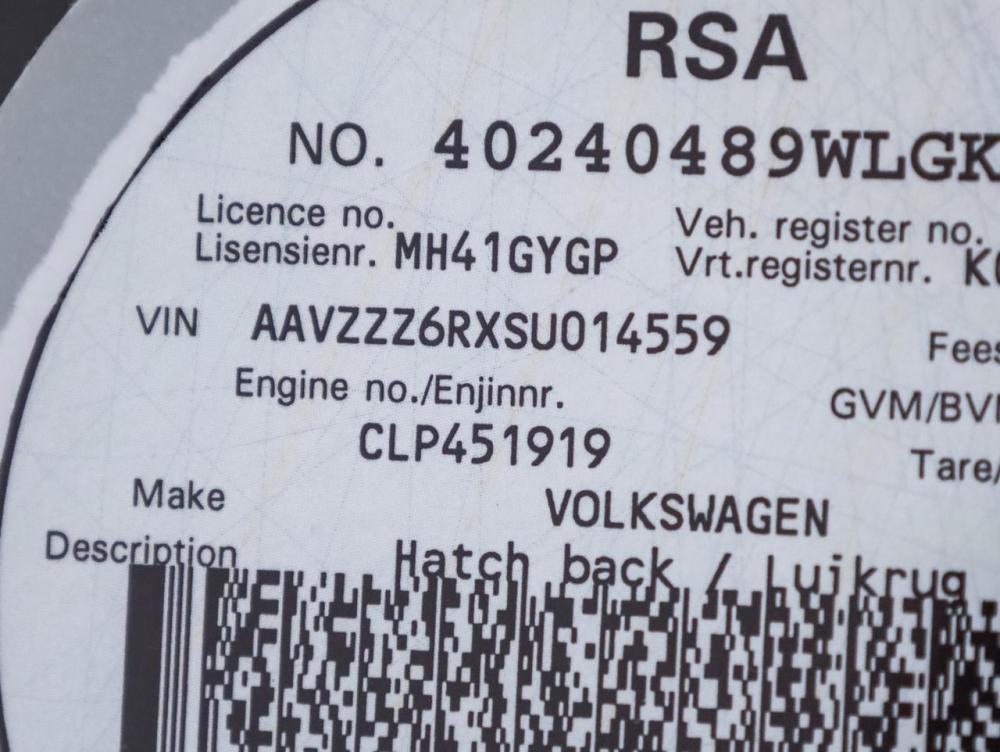 RSA
NO. 40240489WLGK
Licence no.
Lisensienr. MH41GYGP
Veh. register no.
Vrt.registernr.
VIN AAVZZZ6RXSU014559
Fees
Engine no./Enjinnr.
GVM/BV
CLP451919
Tare/
Make VOLKSWAGEN
Description Hatch back / Luikrug